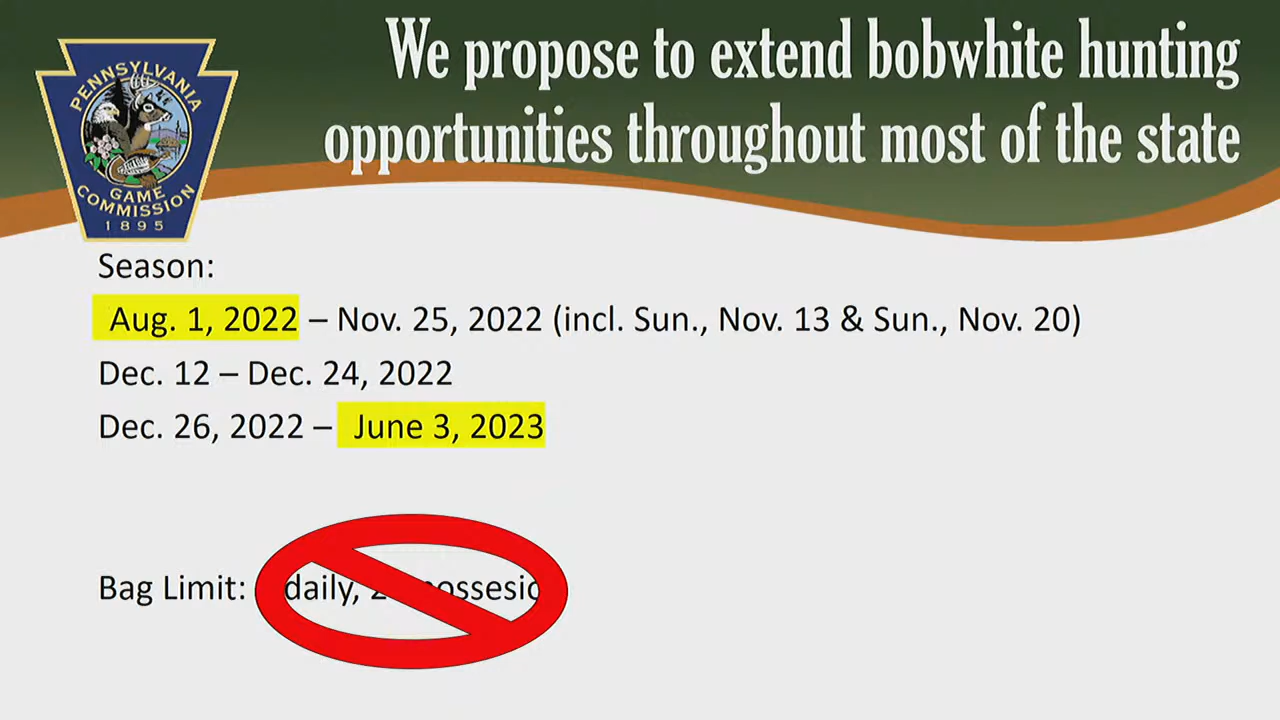 We propose to extend bobwhite hunting
opportunities throughout most of the state
PENNSYLVANIA
GAME
COMMISSION
1895
Season:
Aug. 1, 2022 – Nov. 25, 2022 (incl. Sun., Nov. 13 & Sun., Nov. 20)
Dec. 12 – Dec. 24, 2022
Dec. 26, 2022 – June 3, 2023
Bag Limit: daily,